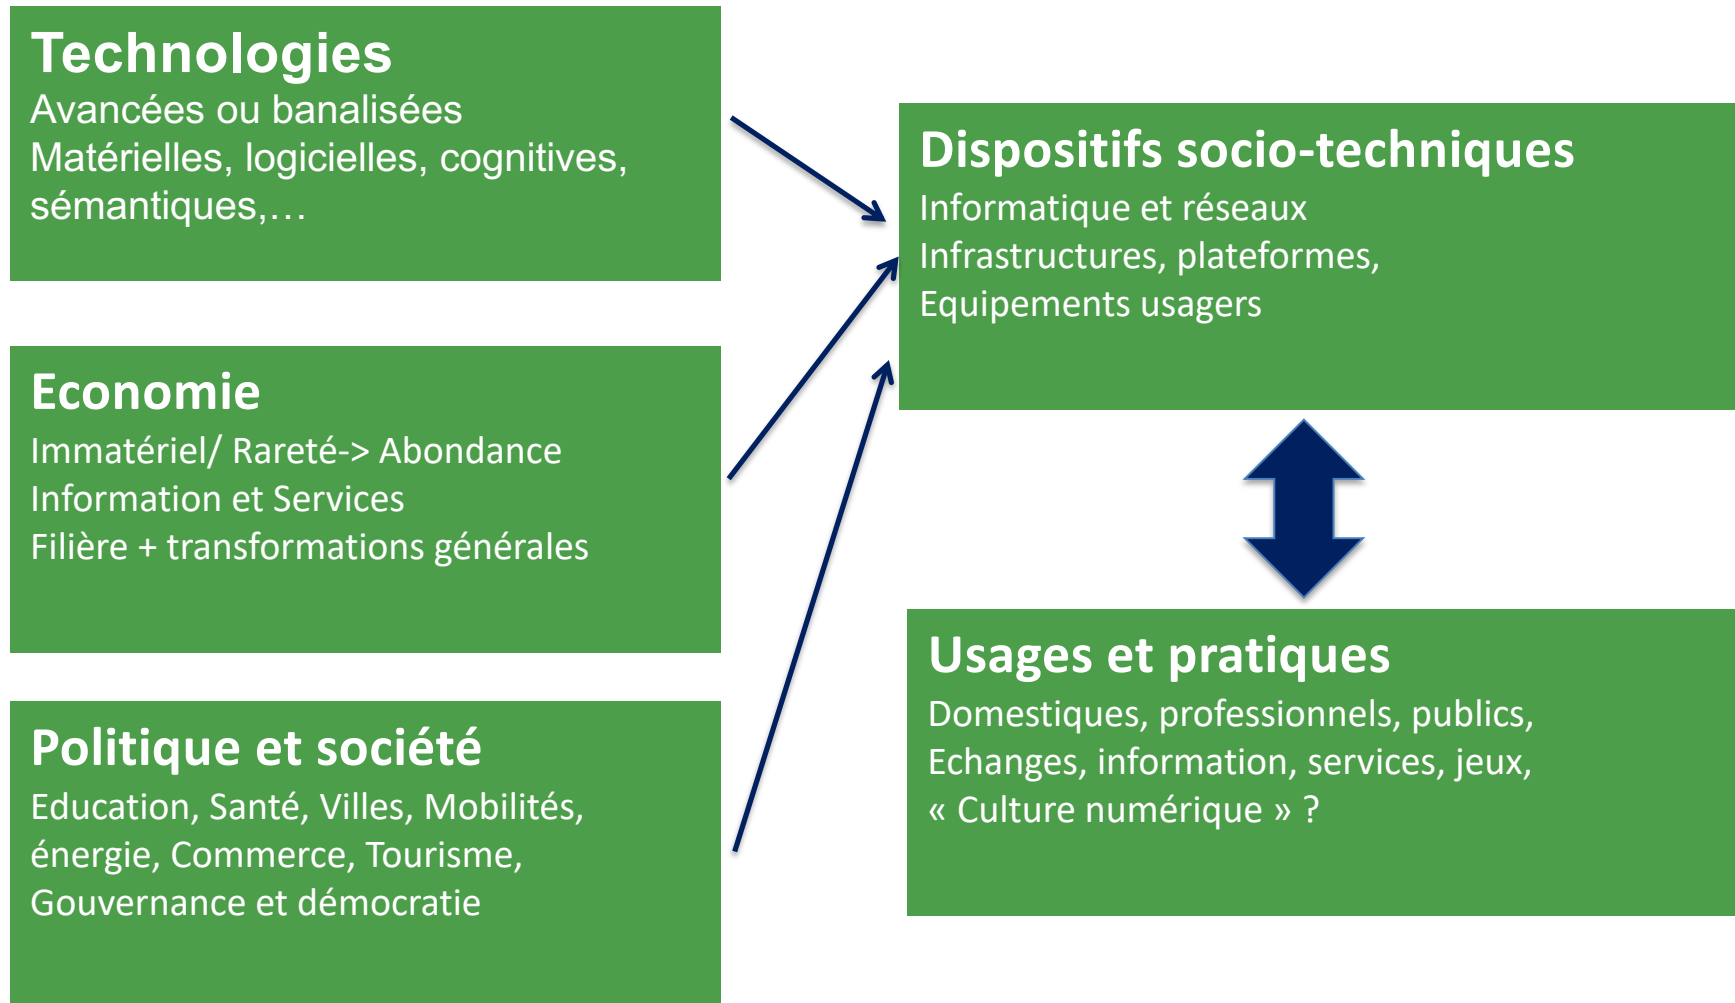 Technologies
Avancées ou banalisées
Matérielles, logicielles, cognitives,
sémantiques,…
Economie
Immatériel/ Rareté-> Abondance
Information et Services
Filière + transformations générales
Politique et société
Education, Santé, Villes, Mobilités,
énergie, Commerce, Tourisme,
Gouvernance et démocratie
Dispositifs socio-techniques
Informatique et réseaux
Infrastructures, plateformes,
Equipements usagers
Usages et pratiques
Domestiques, professionnels, publics,
Echanges, information, services, jeux,
« Culture numérique » ?